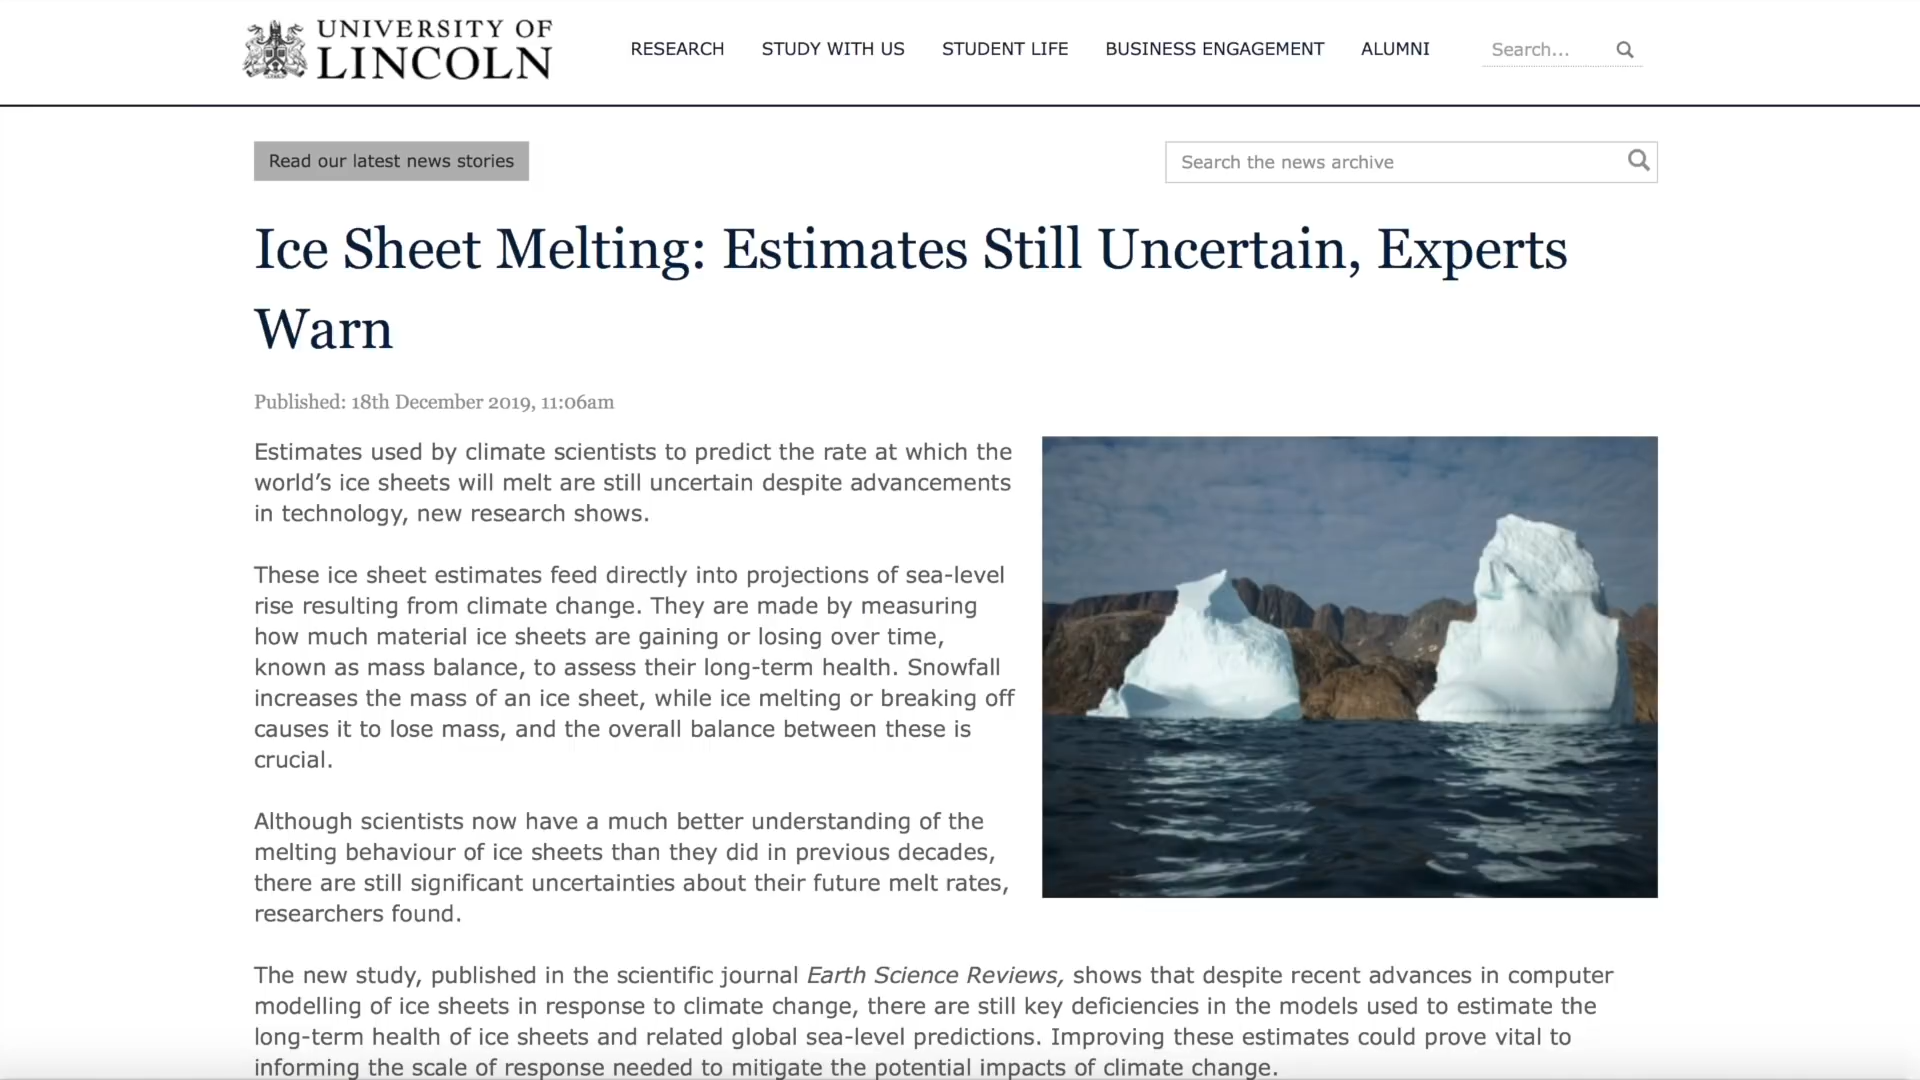 UNIVERSITY OF
LINCOLN
RESEARCH STUDY WITH US STUDENT LIFE BUSINESS ENGAGEMENT ALUMNI Search...
Read our latest news stories Search the news archive
Ice Sheet Melting: Estimates Still Uncertain, Experts
Warn
Published: 18th December 2019, 11:06am
Estimates used by climate scientists to predict the rate at which the
world’s ice sheets will melt are still uncertain despite advancements
in technology, new research shows.
These ice sheet estimates feed directly into projections of sea-level
rise resulting from climate change. They are made by measuring
how much material ice sheets are gaining or losing over time,
known as mass balance, to assess their long-term health. Snowfall
increases the mass of an ice sheet, while ice melting or breaking off
causes it to lose mass, and the overall balance between these is
crucial.
Although scientists now have a much better understanding of the
melting behaviour of ice sheets than they did in previous decades,
there are still significant uncertainties about their future melt rates,
researchers found.
The new study, published in the scientific journal Earth Science Reviews, shows that despite recent advances in computer
modelling of ice sheets in response to climate change, there are still key deficiencies in the models used to estimate the
long-term health of ice sheets and related global sea-level predictions. Improving these estimates could prove vital to
informing the scale of response needed to mitigate the potential impacts of climate change.